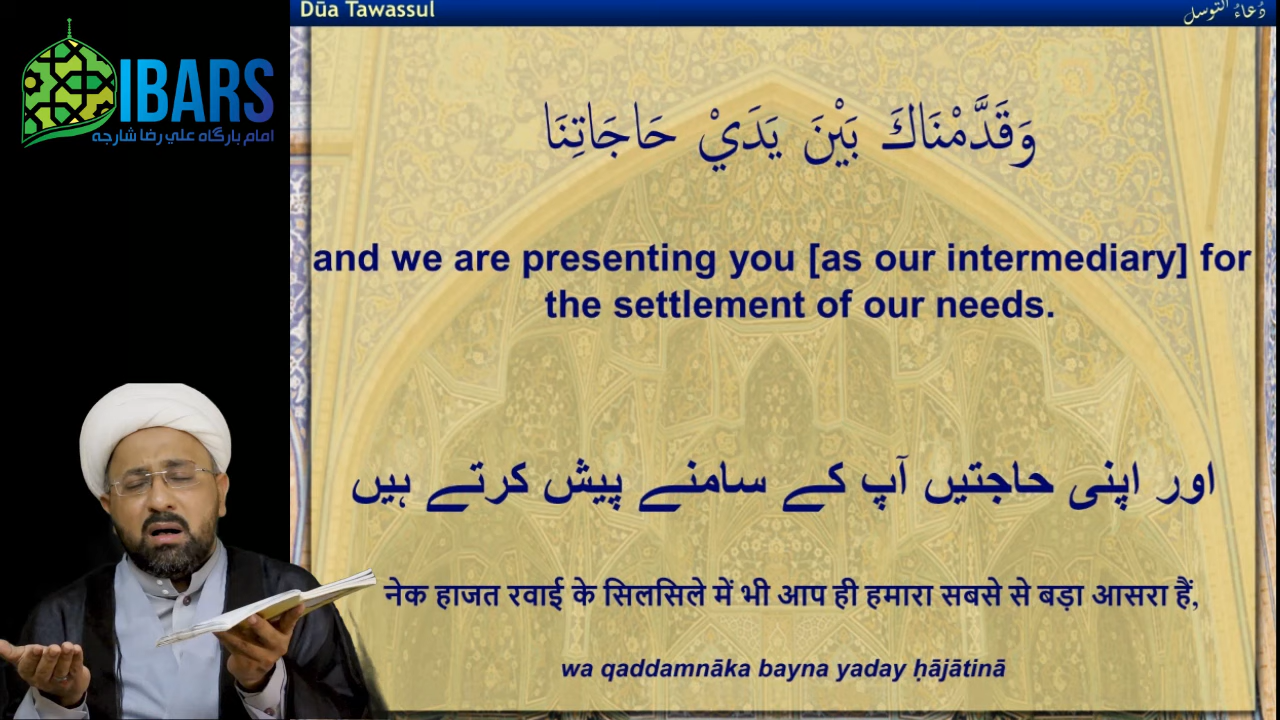 Dūa Tawassul
دُعاءُ التوسل
IBARS
امام بارگاه علي رضا شارجه
وَقَدَّمْنَاكَ بَيْنَ يَدَيْ حَاجَاتِنَا
and we are presenting you [as our intermediary] for
the settlement of our needs.
اور اپنی حاجتیں آپ کے سامنے پیش کرتے ہیں
नेक हाजत रवाई के सिलसिले में भी आप ही हमारा सबसे से बड़ा आसरा हैं,
wa qaddamnāka bayna yaday ḥājātinā